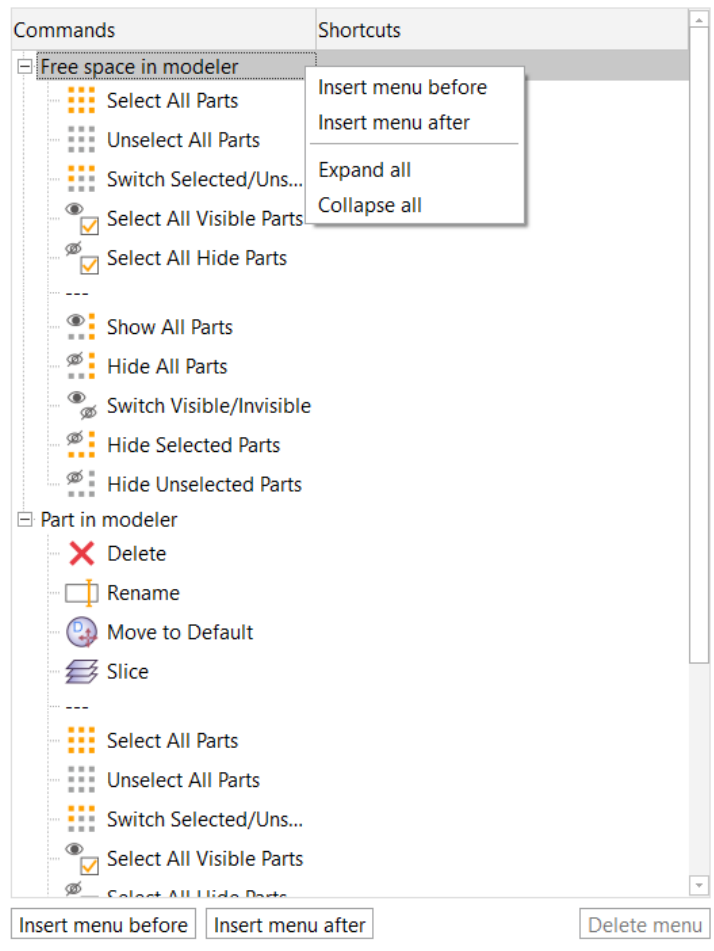 Commands Shortcuts
Free space in modeler
Insert menu before
Select All Parts
Insert menu after
Unselect All Parts
Expand all
Switch Selected/Uns...
Collapse all
Select All Visible Parts
Select All Hide Parts
---
Show All Parts
Hide All Parts
Switch Visible/Invisible
Hide Selected Parts
Hide Unselected Parts
Part in modeler
Delete
Rename
D
Move to Default
Slice
---
Select All Parts
Unselect All Parts
Switch Selected/Uns...
Select All Visible Parts
Select All Hide Parts
Insert menu before Insert menu after Delete menu